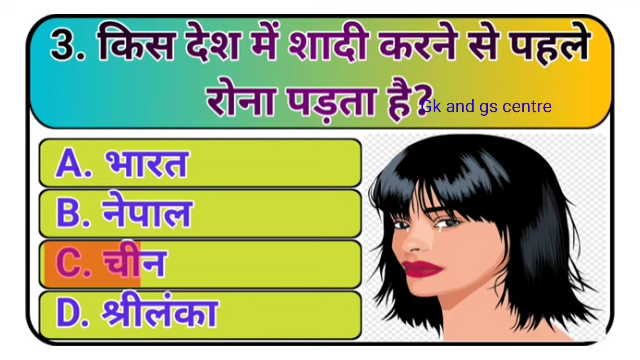 3. किस देश में शादी करने से पहले
रोना पड़ता है?
Gk and gs centre
A. भारत
B. नेपाल
C. चीन
D. श्रीलंका